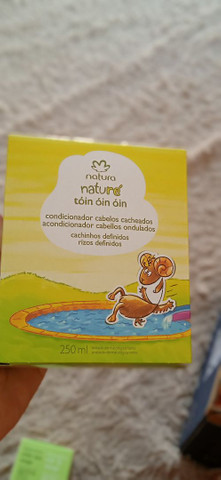 natura
naturé
tóin óin óin
condicionador cabelos cacheados
acondicionador cabellos ondulados
cachinhos definidos
rizos definidos
250 ml